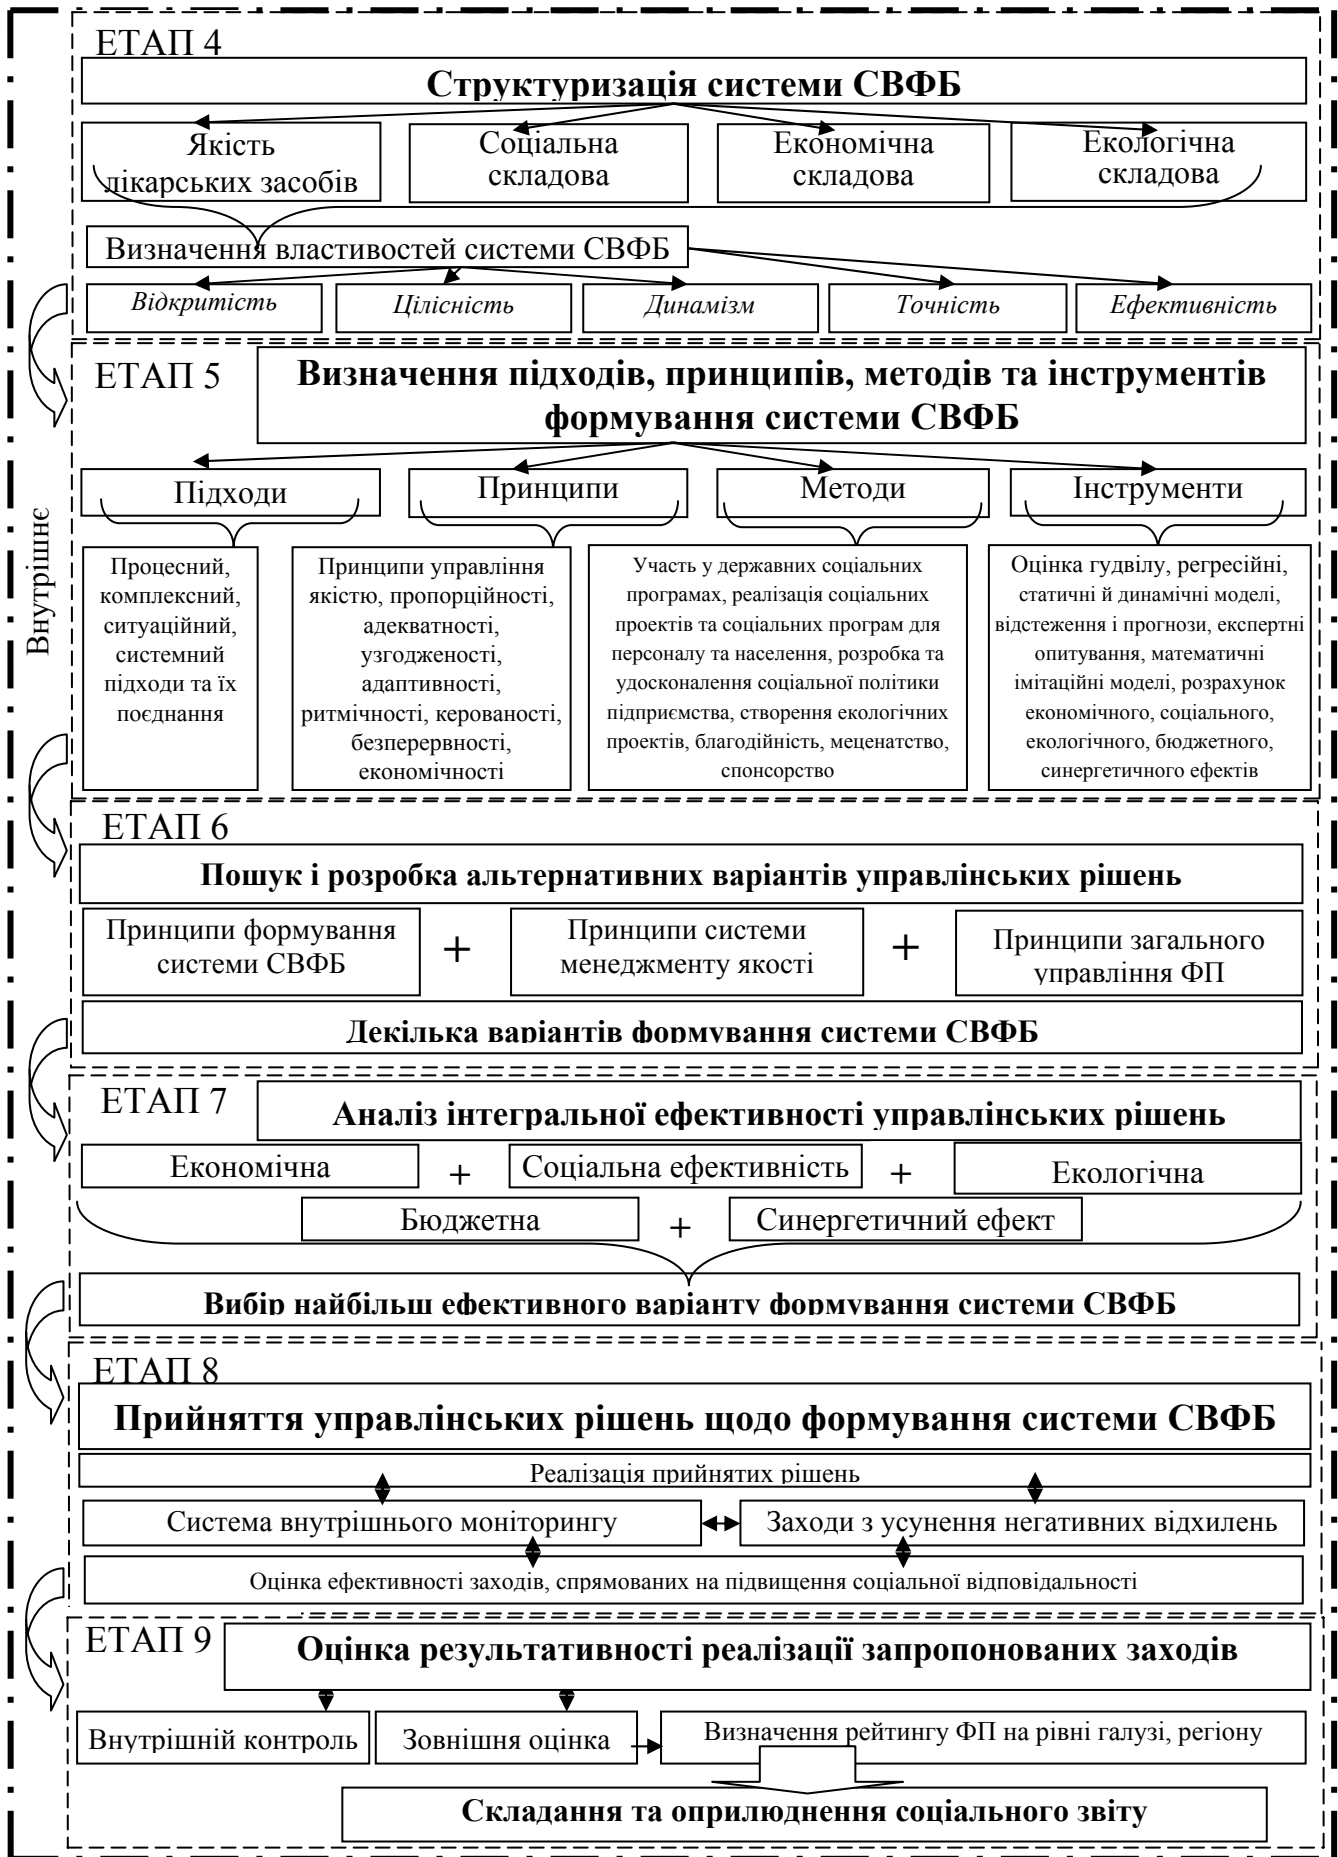 ЕТАП 4
Структуризація системи СВФБ
Якість
лікарських засобів
Соціальна
складова
Економічна
складова
Екологічна
складова
Визначення властивостей системи СВФБ
Відкритість
Цілісність
Динамізм
Точність
Ефективність
Внутрішнє
ЕТАП 5
Визначення підходів, принципів, методів та інструментів
формування системи СВФБ
Підходи
Принципи
Методи
Інструменти
Процесний,
комплексний,
ситуаційний,
системний
підходи та їх
поєднання
Принципи управління
якістю, пропорційності,
адекватності,
узгодженості,
адаптивності,
ритмічності, керованості,
безперервності,
економічності
Участь у державних соціальних
програмах, реалізація соціальних
проектів та соціальних програм для
персоналу та населення, розробка та
удосконалення соціальної політики
підприємства, створення екологічних
проектів, благодійність, меценатство,
спонсорство
Оцінка гудвілу, регресійні,
статичні й динамічні моделі,
відстеження і прогнози, експертні
опитування, математичні
імітаційні моделі, розрахунок
економічного, соціального,
екологічного, бюджетного,
синергетичного ефектів
ЕТАП 6
Пошук і розробка альтернативних варіантів управлінських рішень
Принципи формування
системи СВФБ
+
Принципи системи
менеджменту якості
+
Принципи загального
управління ФП
Декілька варіантів формування системи СВФБ
ЕТАП 7
Аналіз інтегральної ефективності управлінських рішень
Економічна
+
Соціальна ефективність
+
Екологічна
Бюджетна
+
Синергетичний ефект
Вибір найбільш ефективного варіанту формування системи СВФБ
ЕТАП 8
Прийняття управлінських рішень щодо формування системи СВФБ
Реалізація прийнятих рішень
Система внутрішнього моніторингу
Заходи з усунення негативних відхилень
Оцінка ефективності заходів, спрямованих на підвищення соціальної відповідальності
ЕТАП 9
Оцінка результативності реалізації запропонованих заходів
Внутрішній контроль
Зовнішня оцінка
Визначення рейтингу ФП на рівні галузі, регіону
Складання та оприлюднення соціального звіту